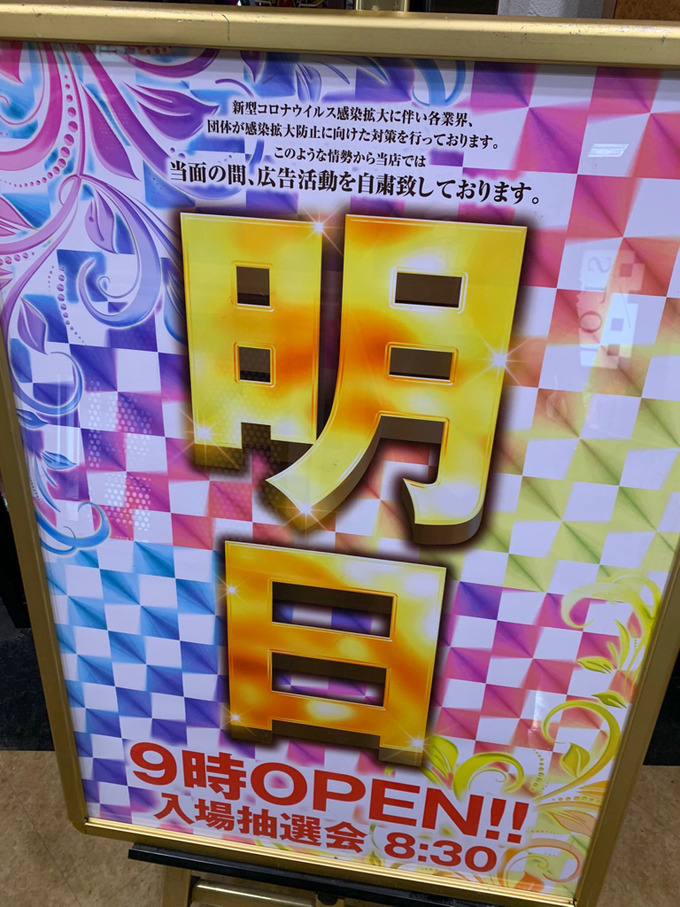 新型コロナウイルス感染拡大に伴い各業界、
団体が感染拡大防止に向けた対策を行っております。
このような情勢から当店では
当面の間、広告活動を自粛致しております。
明
日
9時OPEN!!
入場抽選会 8:30